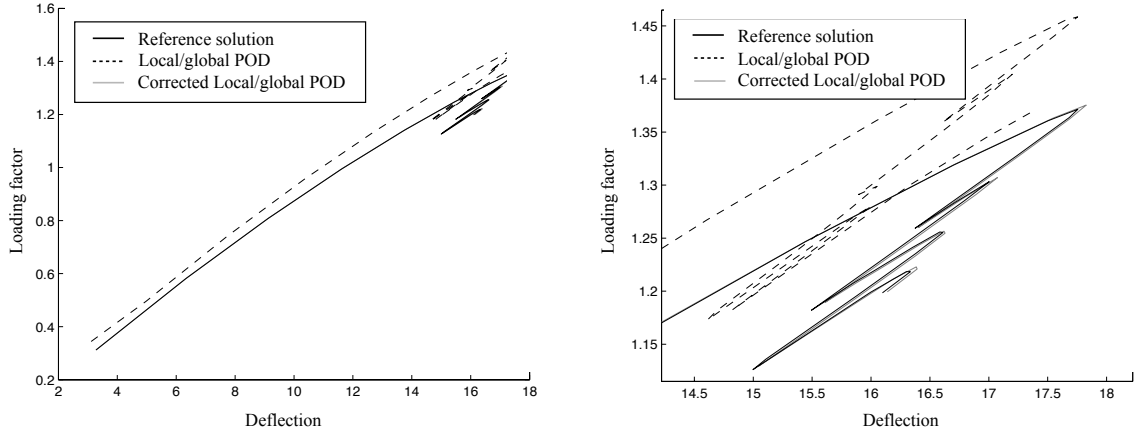 1.6
1.4
1.2
1
0.8
0.6
0.4
0.2
Loading factor
Reference solution
Local/global POD
Corrected Local/global POD
2 4 6 8 10 12 14 16 18
Deflection
1.45
1.4
1.35
1.3
1.25
1.2
1.15
Loading factor
Reference solution
Local/global POD
Corrected Local/global POD
14.5 15 15.5 16 16.5 17 17.5 18
Deflection